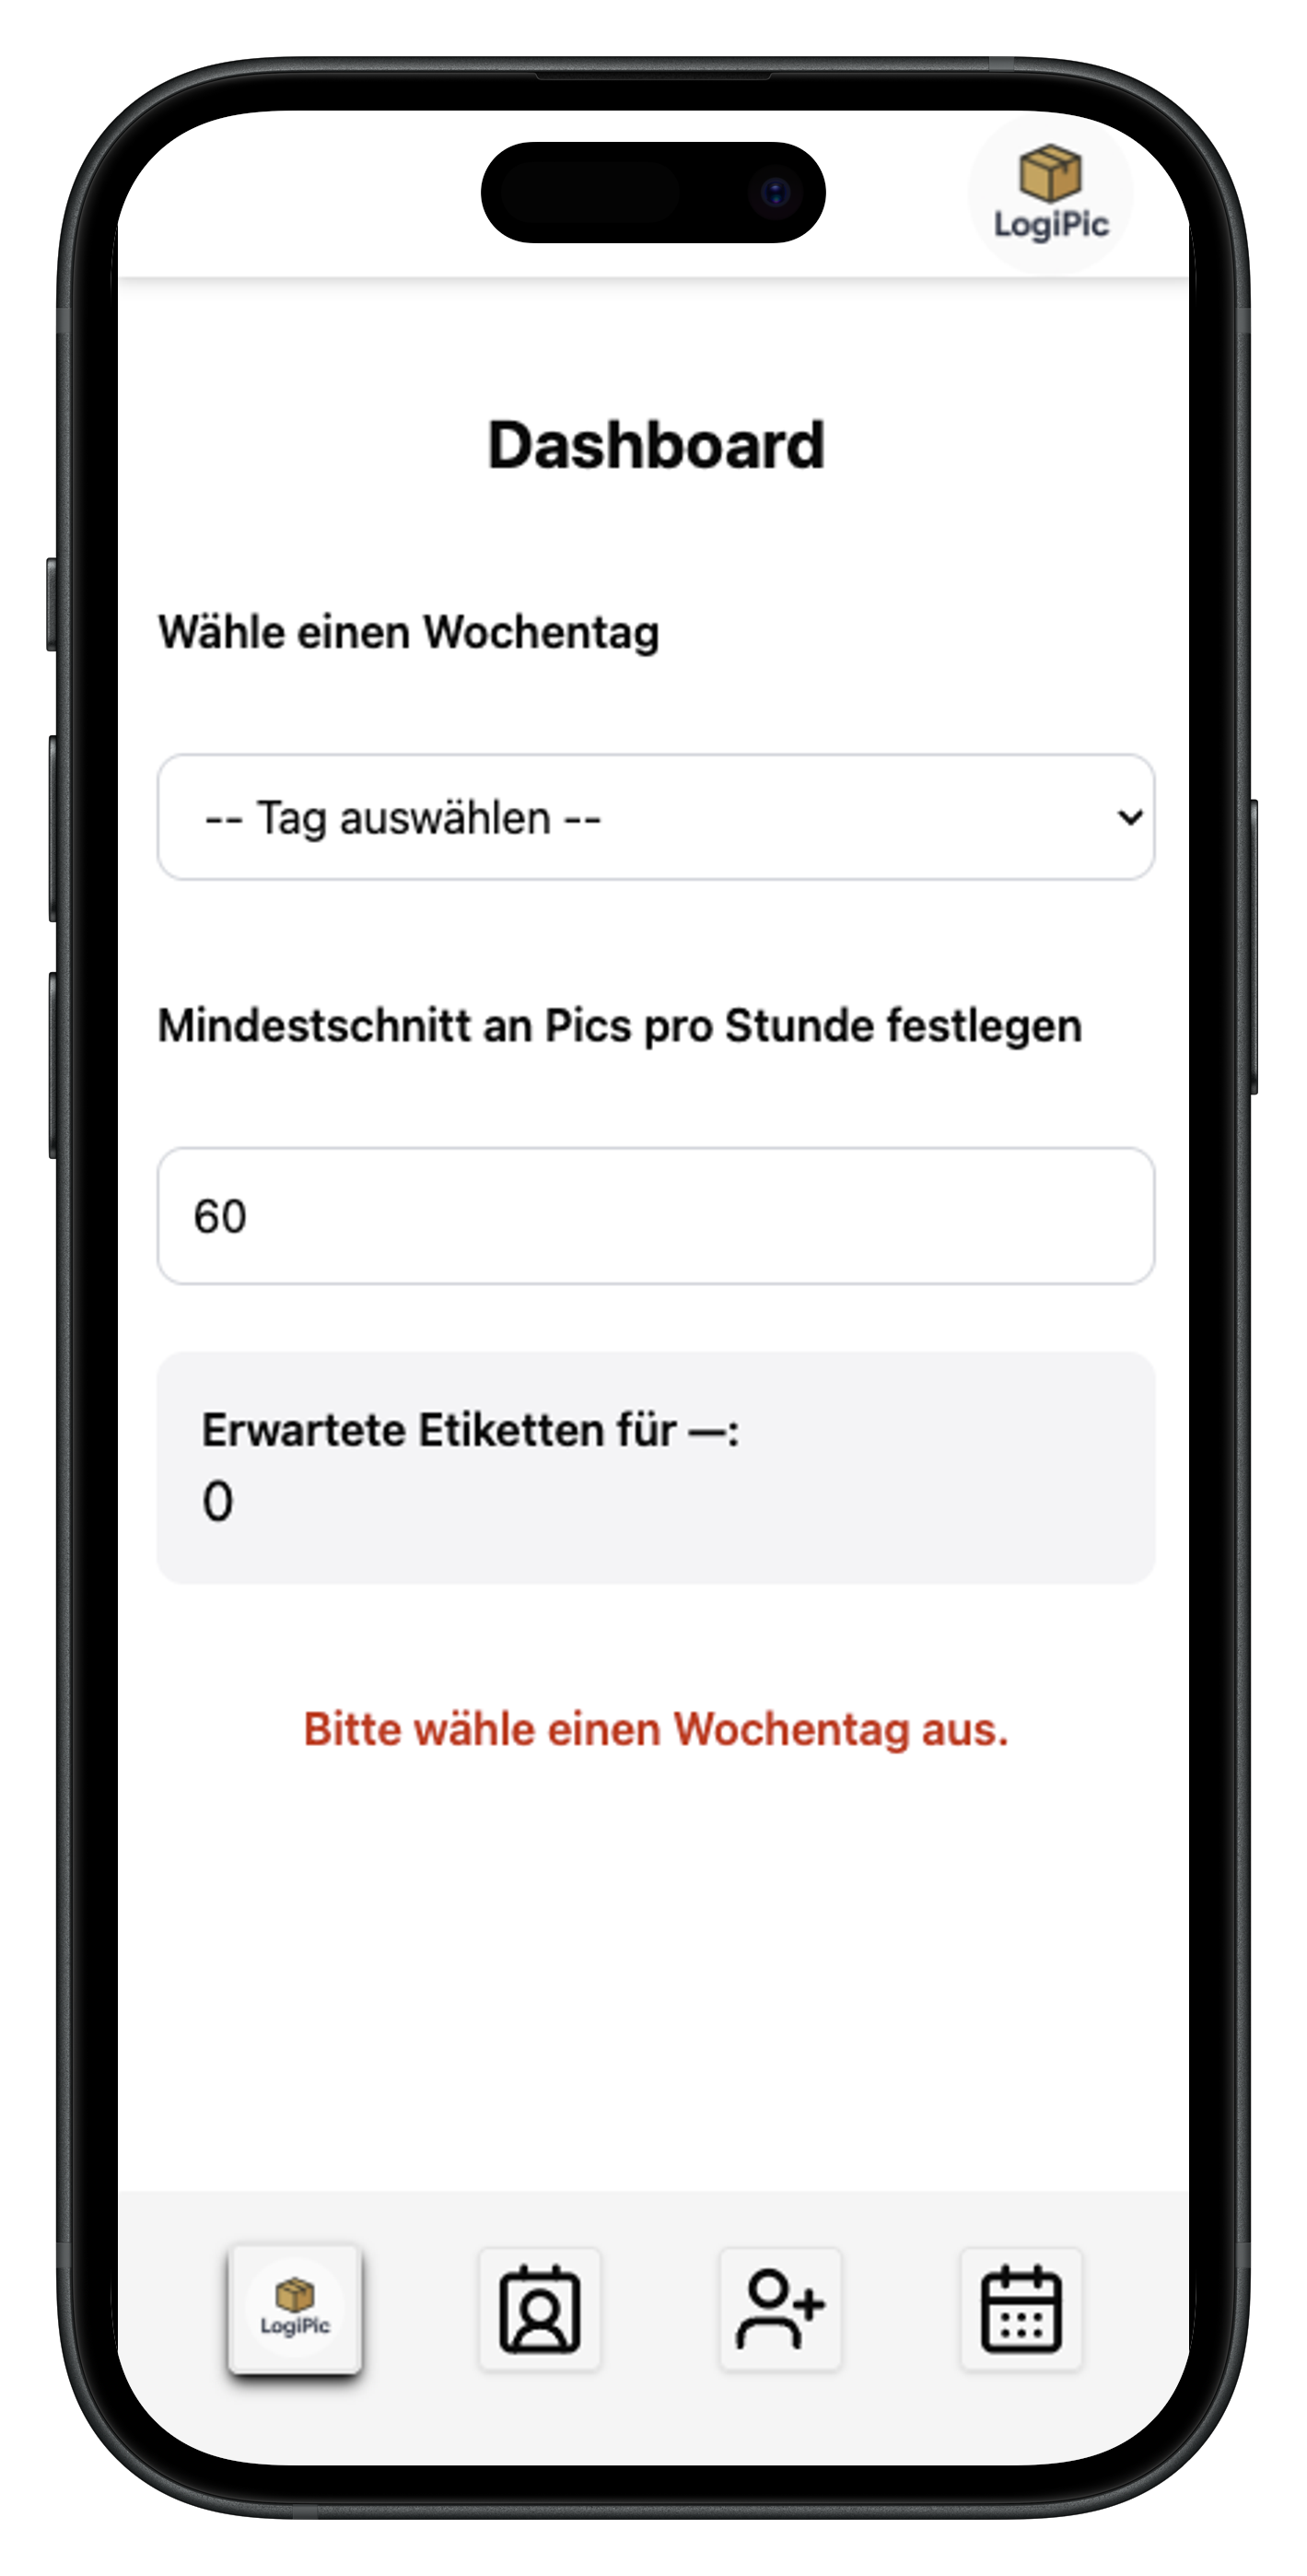 LogiPic
Dashboard
Wähle einen Wochentag
-- Tag auswählen --
Mindestschnitt an Pics pro Stunde festlegen
60
Erwartete Etiketten für —:
0
Bitte wähle einen Wochentag aus.
LogiPic